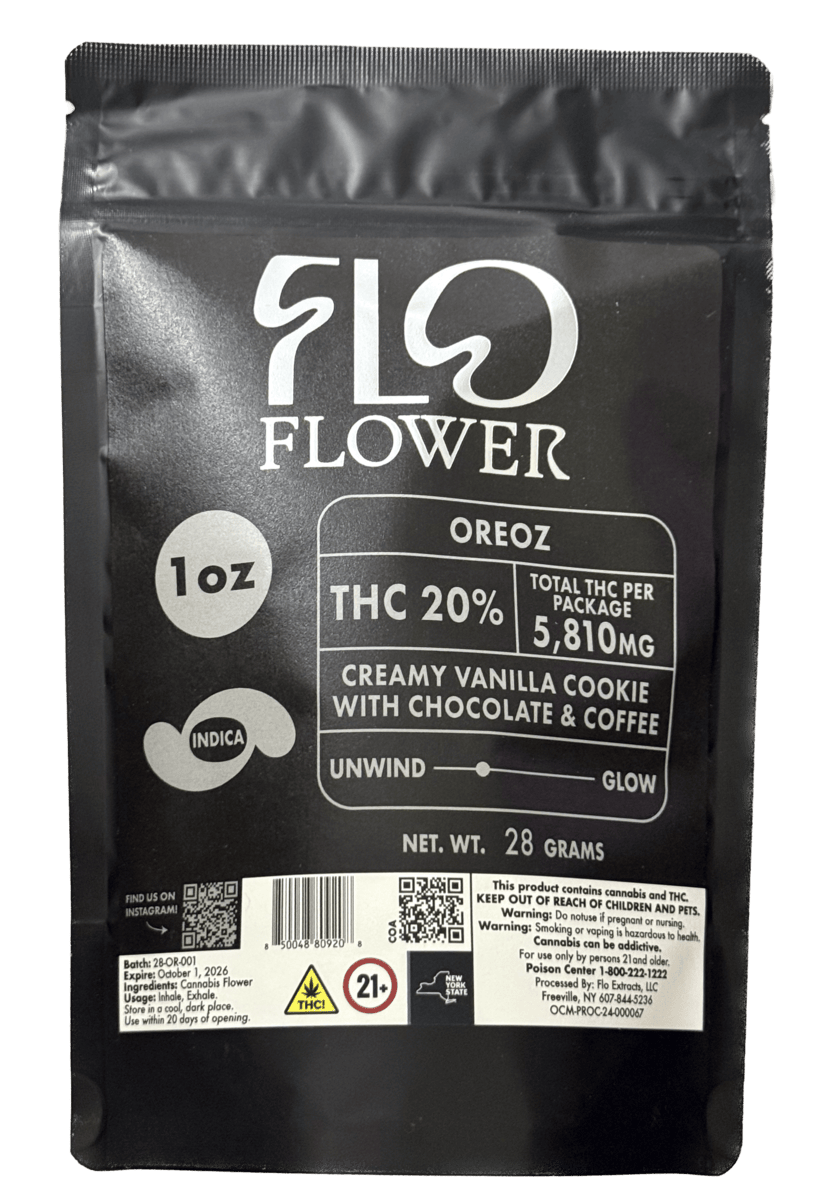 FLO
FLOWER
1oz
OREOZ
THC 20%
TOTAL THC PER
PACKAGE
5,810MG
CREAMY VANILLA COOKIE
WITH CHOCOLATE & COFFEE
INDICA
UNWIND
GLOW
NET. WT. 28 GRAMS
FIND US ON
INSTAGRAM!
8 50048 80920 8
COA
Batch: 28-OR-001
Expire: October 1, 2026
Ingredients: Cannabis Flower
Usage: Inhale, Exhale.
Store in a cool, dark place.
Use within 20 days of opening.
THC!
21+
NEW
YORK
STATE
This product contains cannabis and THC.
KEEP OUT OF REACH OF CHILDREN AND PETS.
Warning: Do notuse if pregnant or nursing.
Warning: Smoking or vaping is hazardous to health.
Cannabis can be addictive.
For use only by persons 21and older.
Poison Center 1-800-222-1222
Processed By: Flo Extracts, LLC
Freeville, NY 607-844-5236
OCM-PROC-24-000067